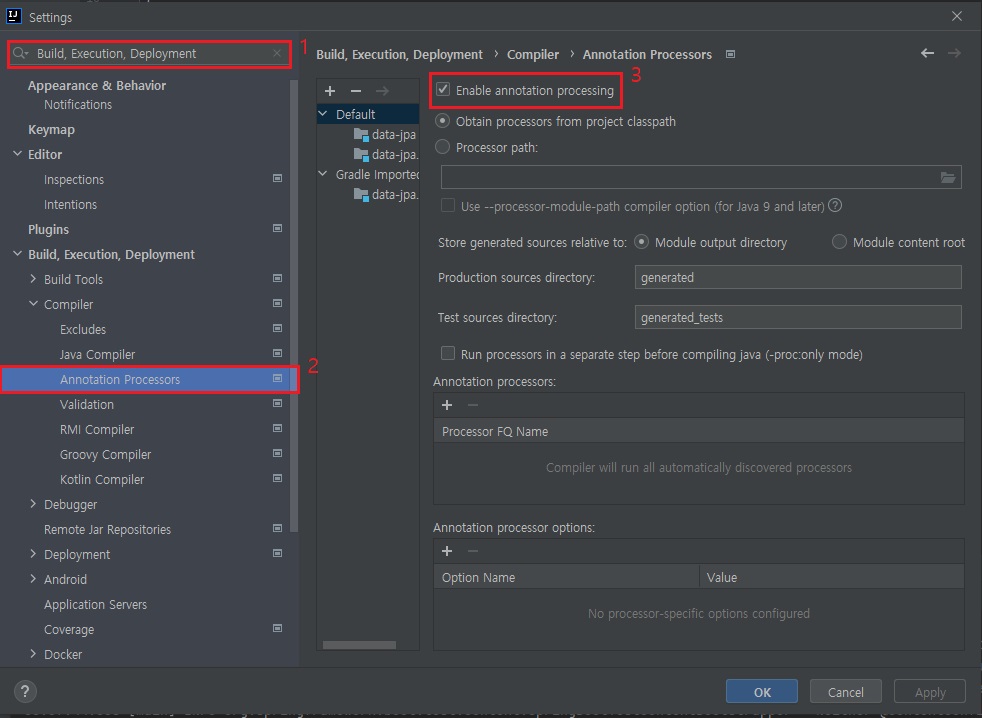 Settings
Build, Execution, Deployment
1
Appearance & Behavior
Notifications
Keymap
Editor
Inspections
Intentions
Plugins
Build, Execution, Deployment
Build Tools
Compiler
Excludes
Java Compiler
Annotation Processors
2
Validation
RMI Compiler
Groovy Compiler
Kotlin Compiler
Debugger
Remote Jar Repositories
Deployment
Android
Application Servers
Coverage
Docker
Build, Execution, Deployment › Compiler › Annotation Processors
Default
data-jpa
data-jpa.
Gradle Imported
data-jpa.
Enable annotation processing
3
Obtain processors from project classpath
Processor path:
Use --processor-module-path compiler option (for Java 9 and later) ?
Store generated sources relative to: Module output directory Module content root
Production sources directory: generated
Test sources directory: generated_tests
Run processors in a separate step before compiling java (-proc:only mode)
Annotation processors:
Processor FQ Name
Compiler will run all automatically discovered processors
Annotation processor options:
Option Name Value
No processor-specific options configured
? OK Cancel Apply